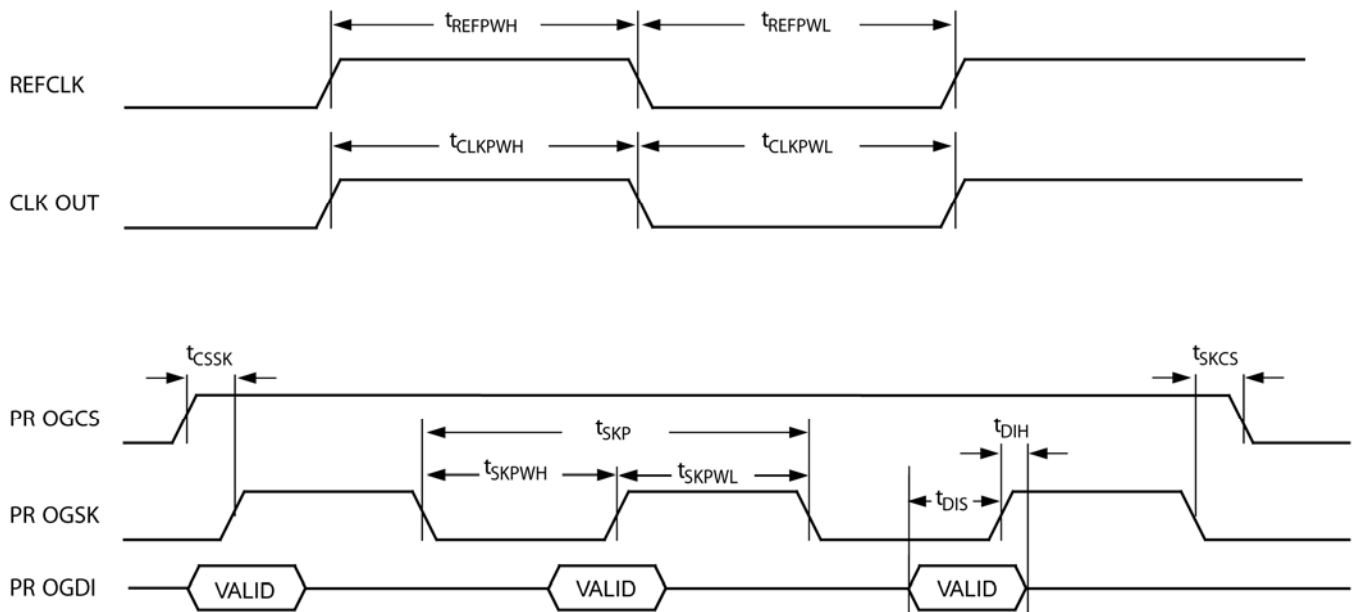 tREFPWH tREFPWL
REFCLK
tCLKPWH tCLKPWL
CLK OUT
tCSSK tSKCS
PR OGCS
tSKP tDIH
tSKPWH tSKPWL
tDIS
PR OGSK
PR OGDI VALID VALID VALID